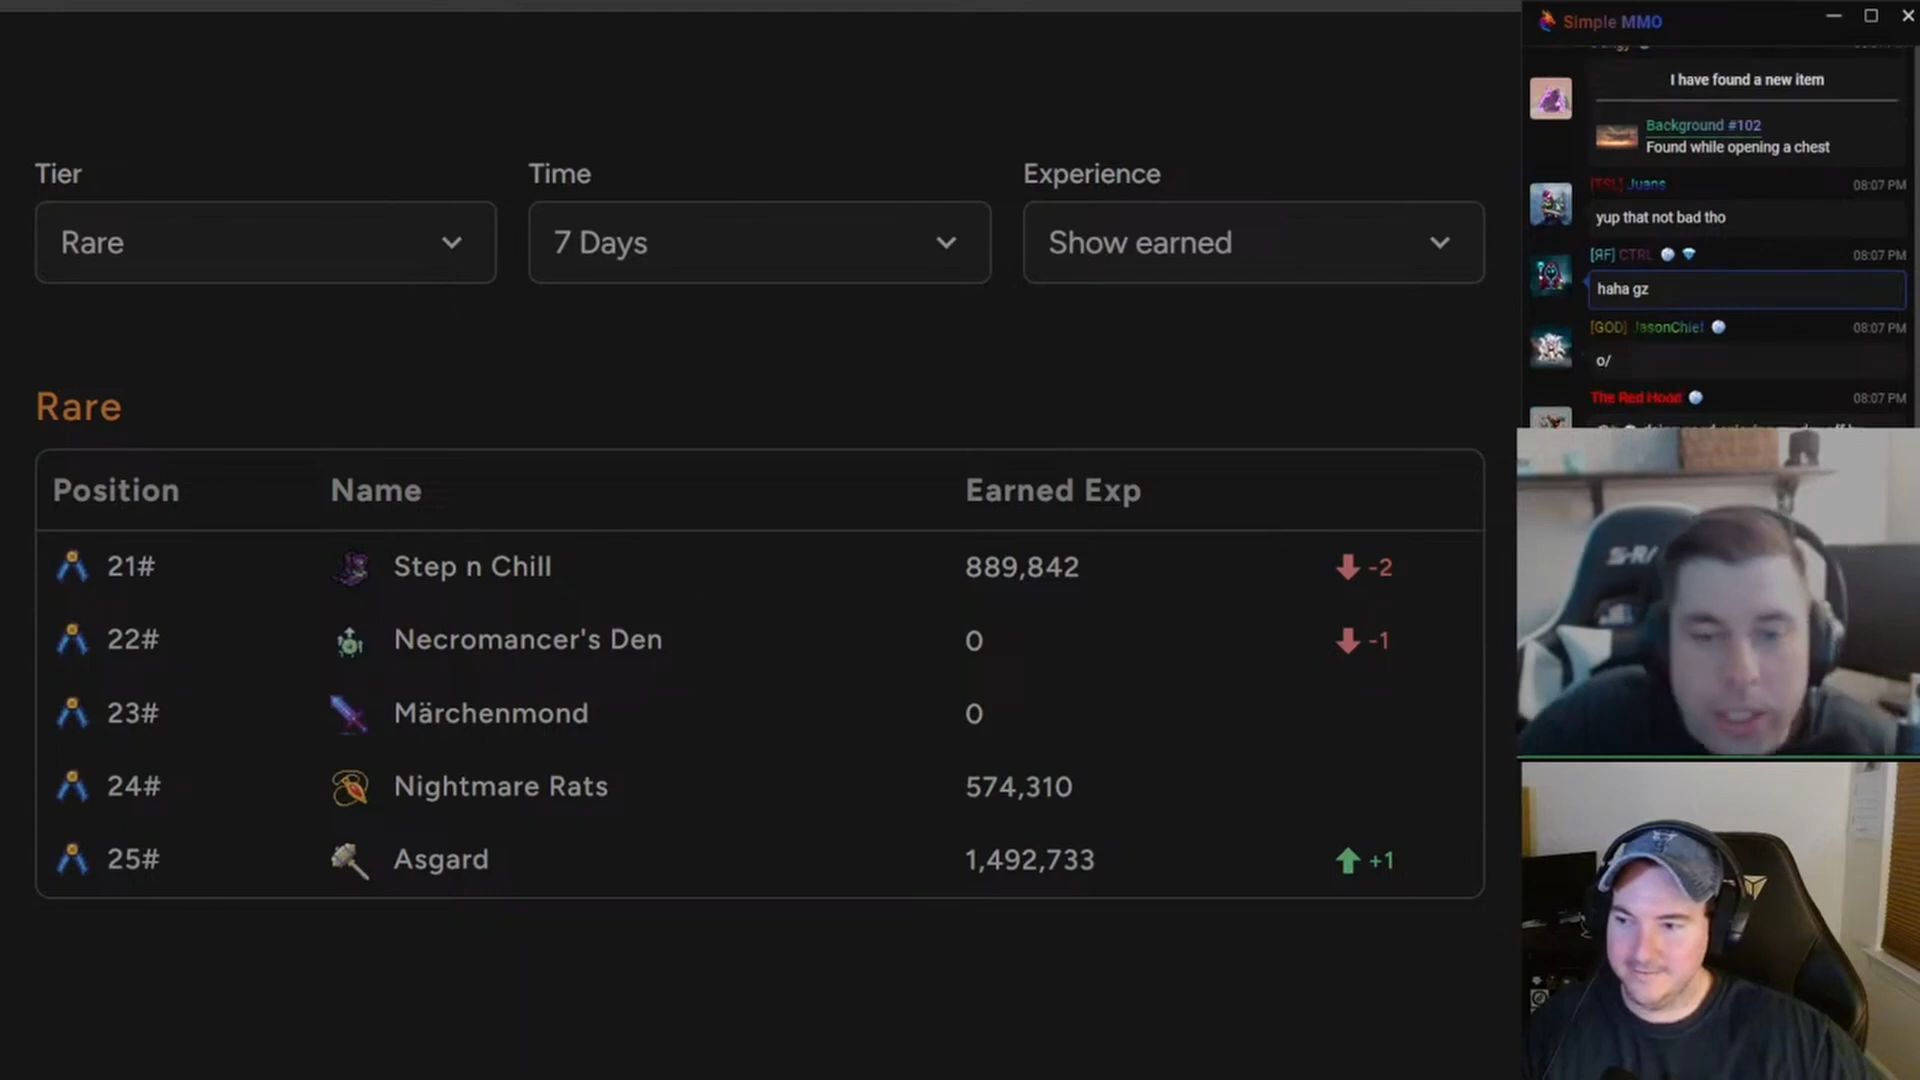 Tier
Time
Experience
Rare
7 Days
Show earned
Rare
Position Name Earned Exp
21# Step n Chill 889,842 -2
22# Necromancer's Den 0 -1
23# Märchenmond 0
24# Nightmare Rats 574,310
25# Asgard 1,492,733 +1
Simple MMO
I have found a new item
Background #102
Found while opening a chest
[TSL] Juans 08:07 PM
yup that not bad tho
[ЯF] CTRL 08:07 PM
haha gz
[GOD] JasonChiel 08:07 PM
o/
The Red Hood 08:07 PM